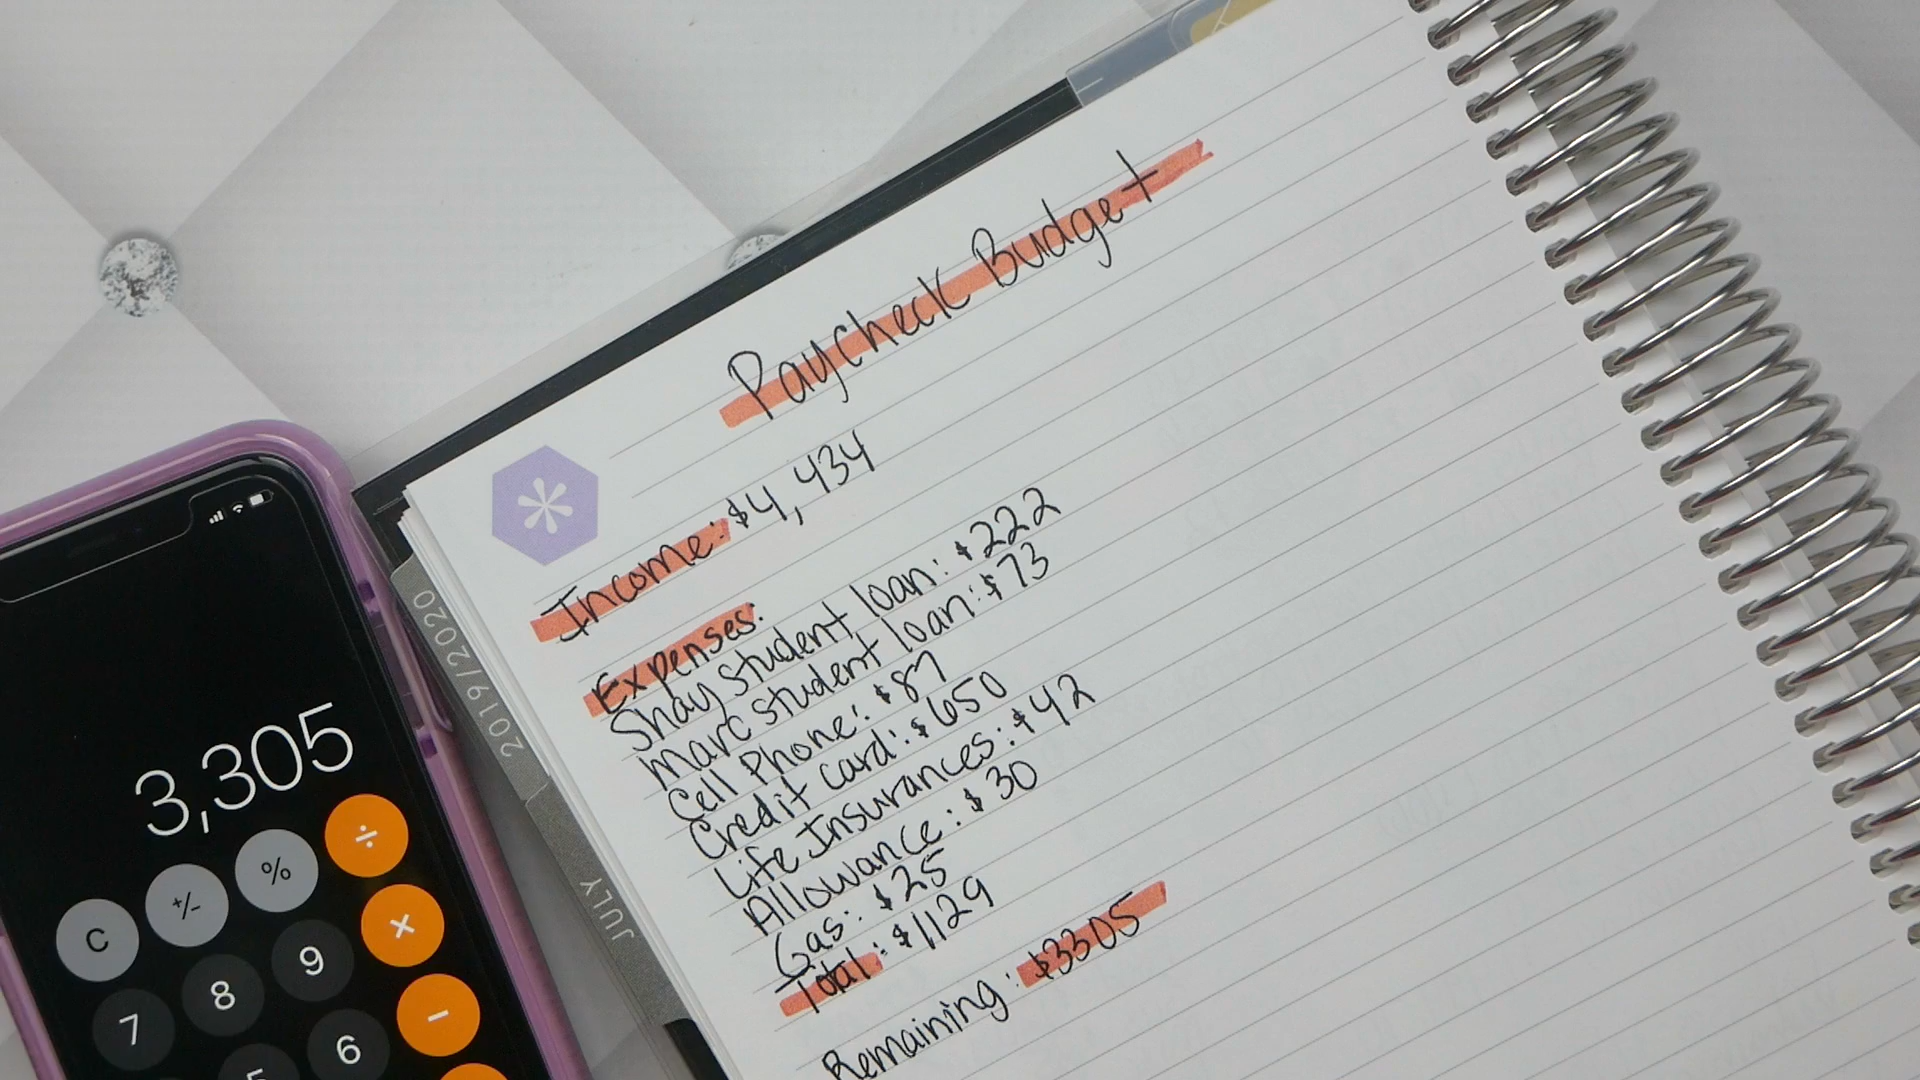 Paycheck Budget
Income: $4,434
Expenses:
Shay Student loan: $222
Marc Student loan: $73
Cell Phone: $87
Credit card: $650
Life Insurances: $42
Allowance: $30
Gas: $25
Total: $1129
Remaining: $3305
2019/2020
JULY
3,305
C
+/-
%
÷
7
8
9
×
5
6
−